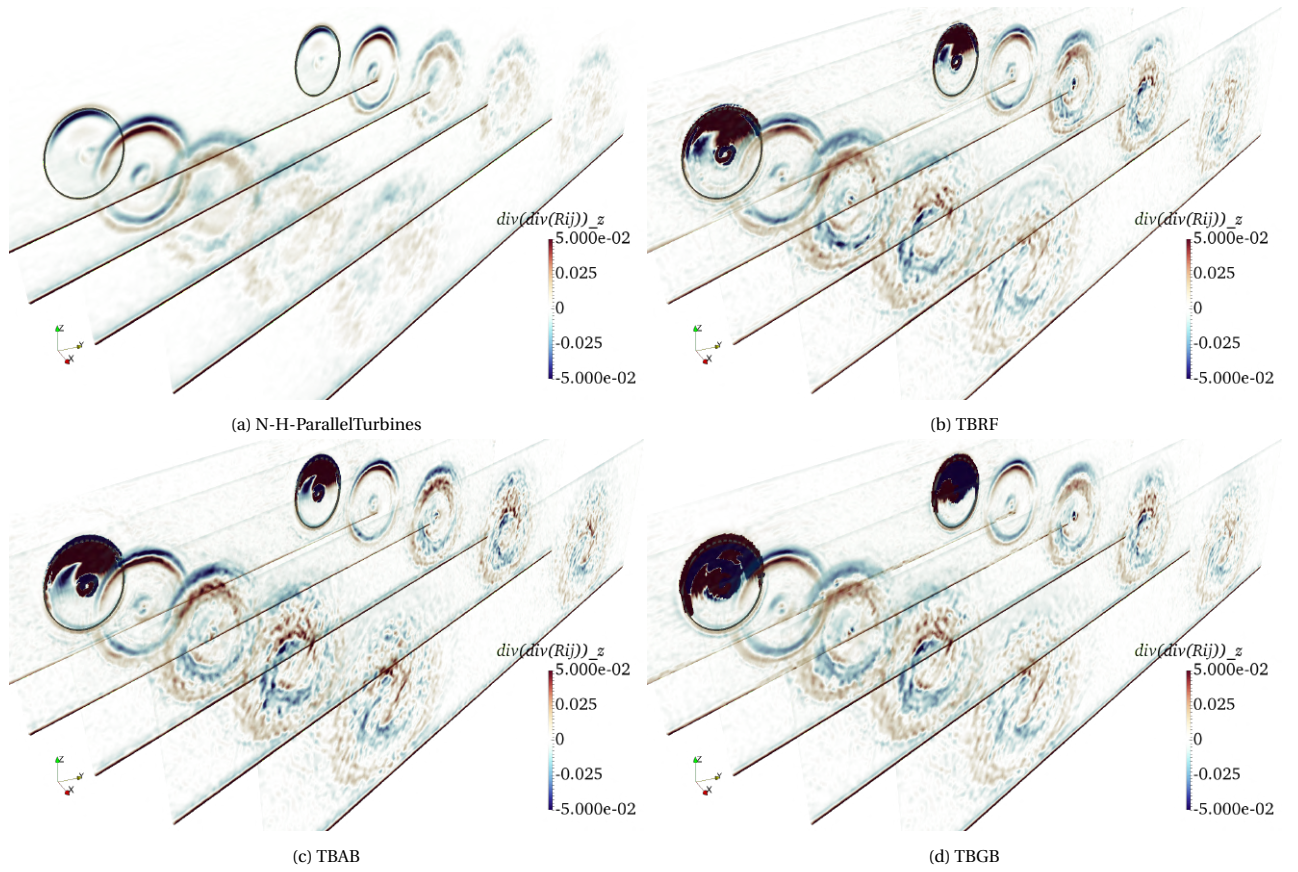 div(div(Rij))_z
5.000e-02
0.025
0
-0.025
-5.000e-02
Z
Y
X
(a) N-H-ParallelTurbines
div(div(Rij))_z
5.000e-02
0.025
0
-0.025
-5.000e-02
Z
Y
X
(b) TBRF
div(div(Rij))_z
5.000e-02
0.025
0
-0.025
-5.000e-02
Z
Y
X
(c) TBAB
div(div(Rij))_z
5.000e-02
0.025
0
-0.025
-5.000e-02
Z
Y
X
(d) TBGB